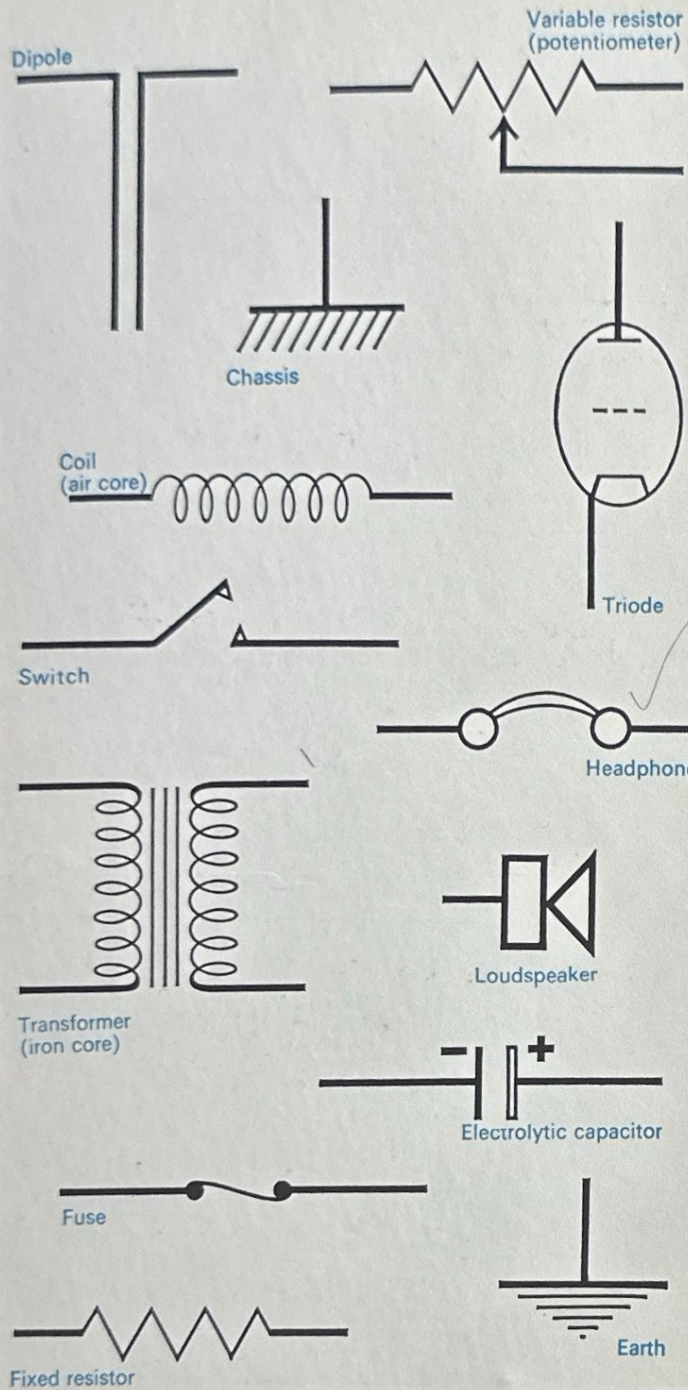 Variable resistor
(potentiometer)
Dipole
Chassis
Coil
(air core)
Triode
Switch
Headphon
Loudspeaker
Transformer
(iron core)
- +
Electrolytic capacitor
Fuse
Earth
Fixed resistor